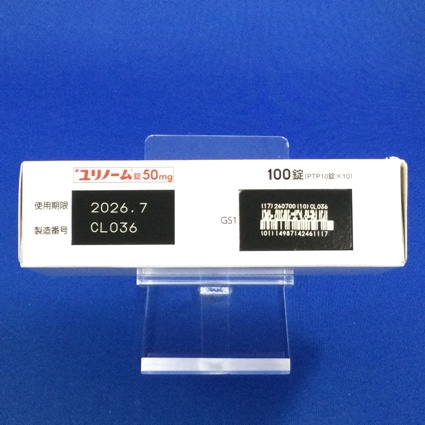 ユリノーム錠50mg
100錠(PTP10錠×10)
使用期限 2026.7
製造番号 CL036
GS1
(17)260700(10)CL036
(01)14987142461117